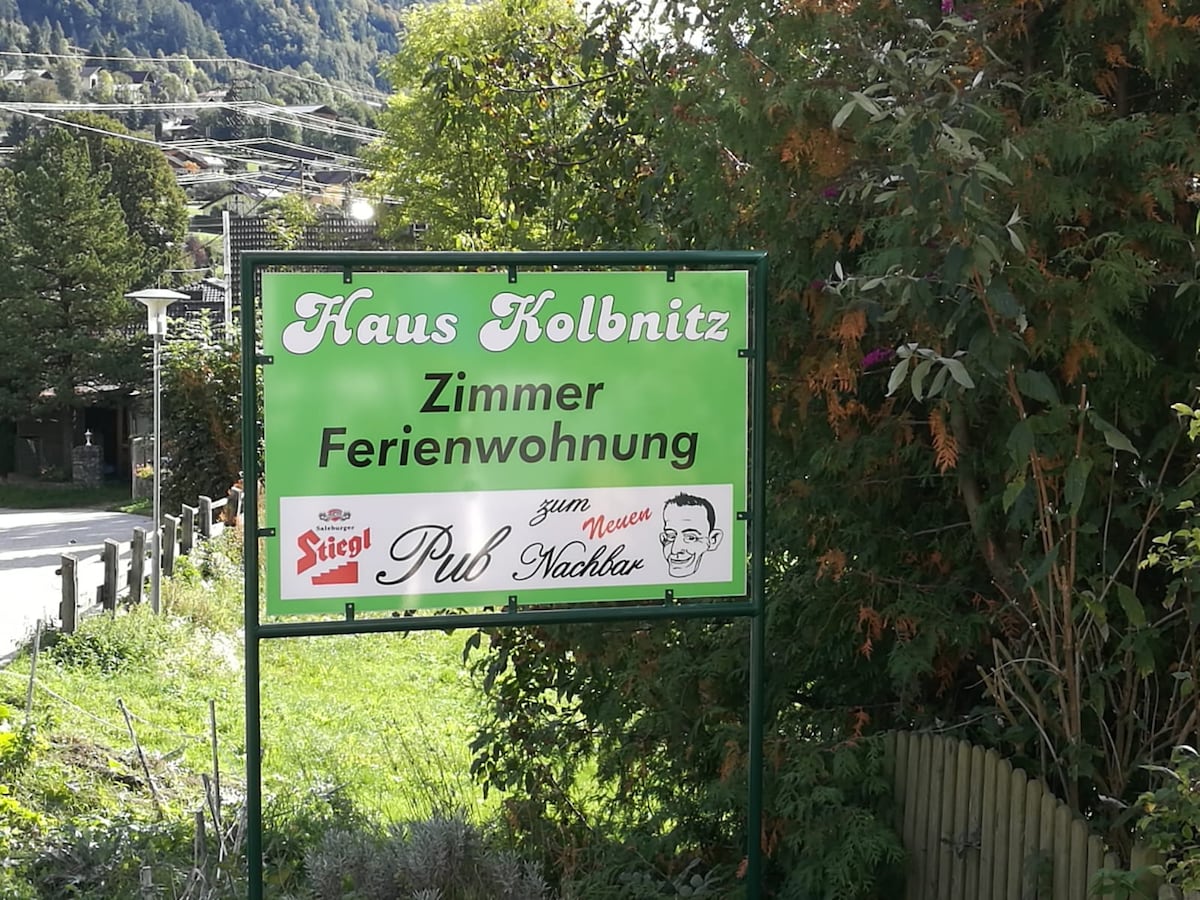 Haus Kolbnitz
Zimmer
Ferienwohnung
Salzburger
Stiegl
Pub
zum
Neuen
Nachbar